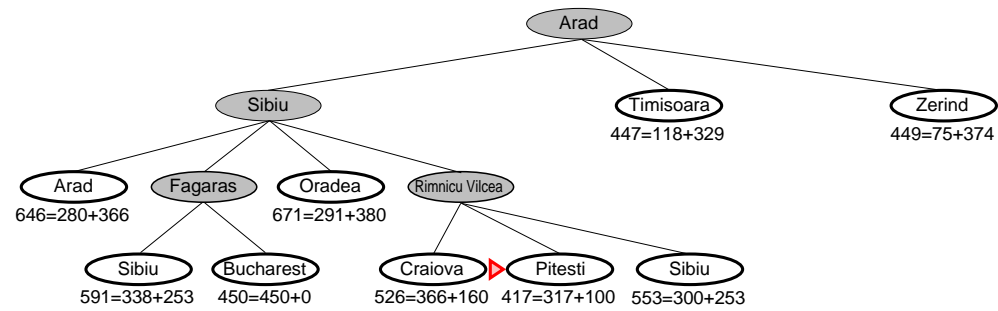 Arad
Sibiu Timisoara Zerind
447=118+329 449=75+374
Arad Fagaras Oradea Rimnicu Vilcea
646=280+366 671=291+380
Sibiu Bucharest Craiova Pitesti Sibiu
591=338+253 450=450+0 526=366+160 417=317+100 553=300+253